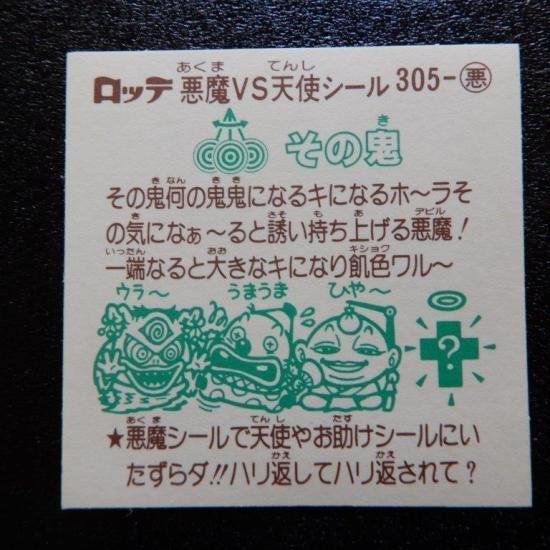 ロッテ 悪魔VS天使シール 305-悪
その鬼
その鬼何の鬼鬼になるキになるホ〜ラそ
の気になぁ〜ると誘い持ち上げる悪魔!
一端なると大きなキになり飢色ワル〜
ウラ〜 うまうま ひや〜
?
★悪魔シールで天使やお助けシールにい
たずらダ!!ハリ返してハリ返されて?